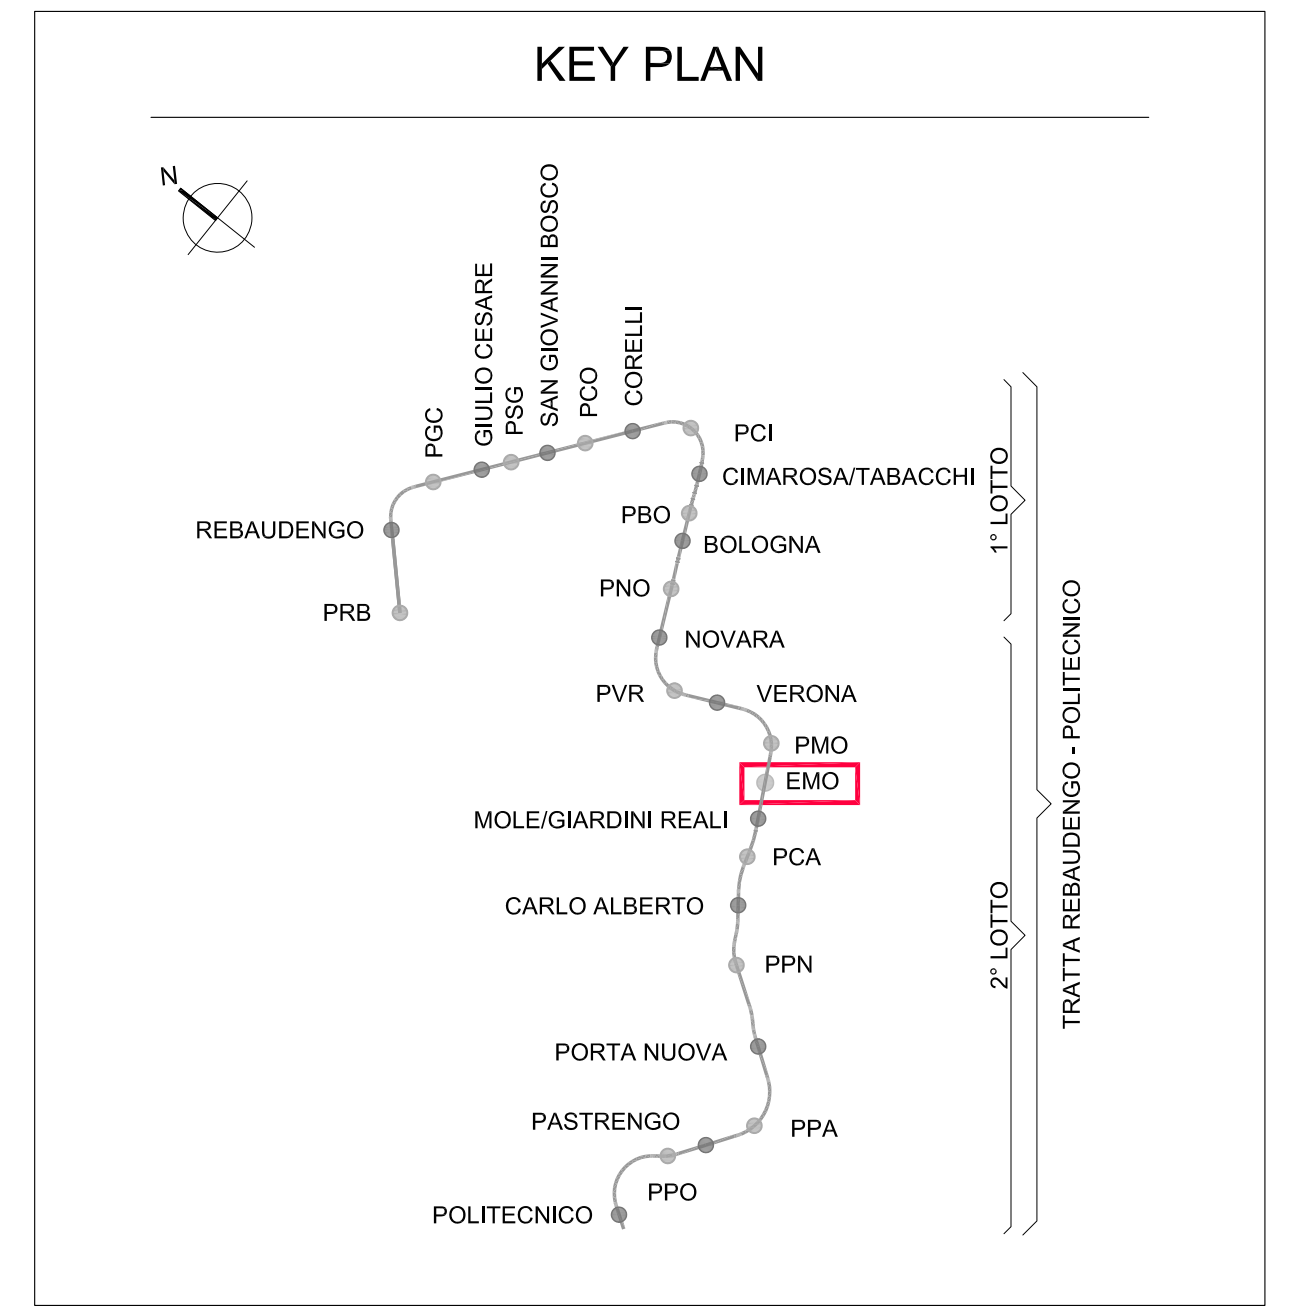 KEY PLAN
N
PGC
GIULIO CESARE
PSG
SAN GIOVANNI BOSCO
PCO
CORELLI
PCI
CIMAROSA/TABACCHI
REBAUDENGO
PBO
BOLOGNA
PNO
PRB
NOVARA
PVR
VERONA
PMO
EMO
MOLE/GIARDINI REALI
PCA
CARLO ALBERTO
PPN
PORTA NUOVA
PASTRENGO
PPA
PPO
POLITECNICO
1° LOTTO
2° LOTTO
TRATTA REBAUDENGO - POLITECNICO